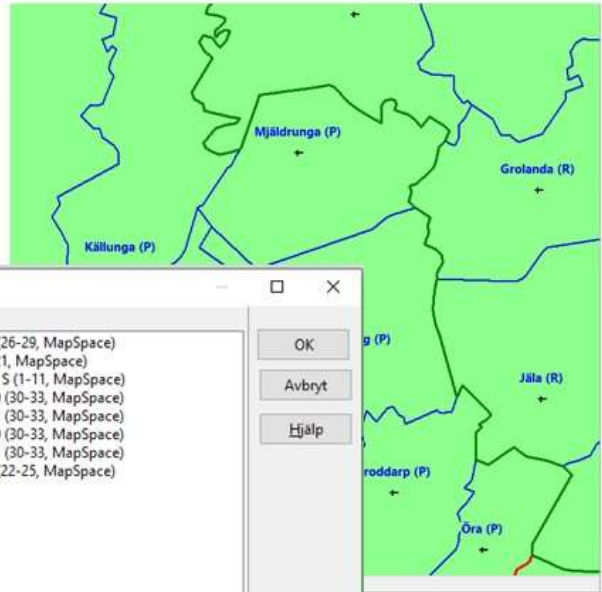 Mjäldrunga (P)
Grolanda (R)
Källunga (P)
(26-29, MapSpace)
OK
g (P)
MapSpace)
S (1-11, MapSpace)
Jäla (R)
Avbryt
(30-33, MapSpace)
(30-33, MapSpace)
(30-33, MapSpace)
Hjälp
(30-33, MapSpace)
(22-25, MapSpace)
roddarp (P)
Öra (P)